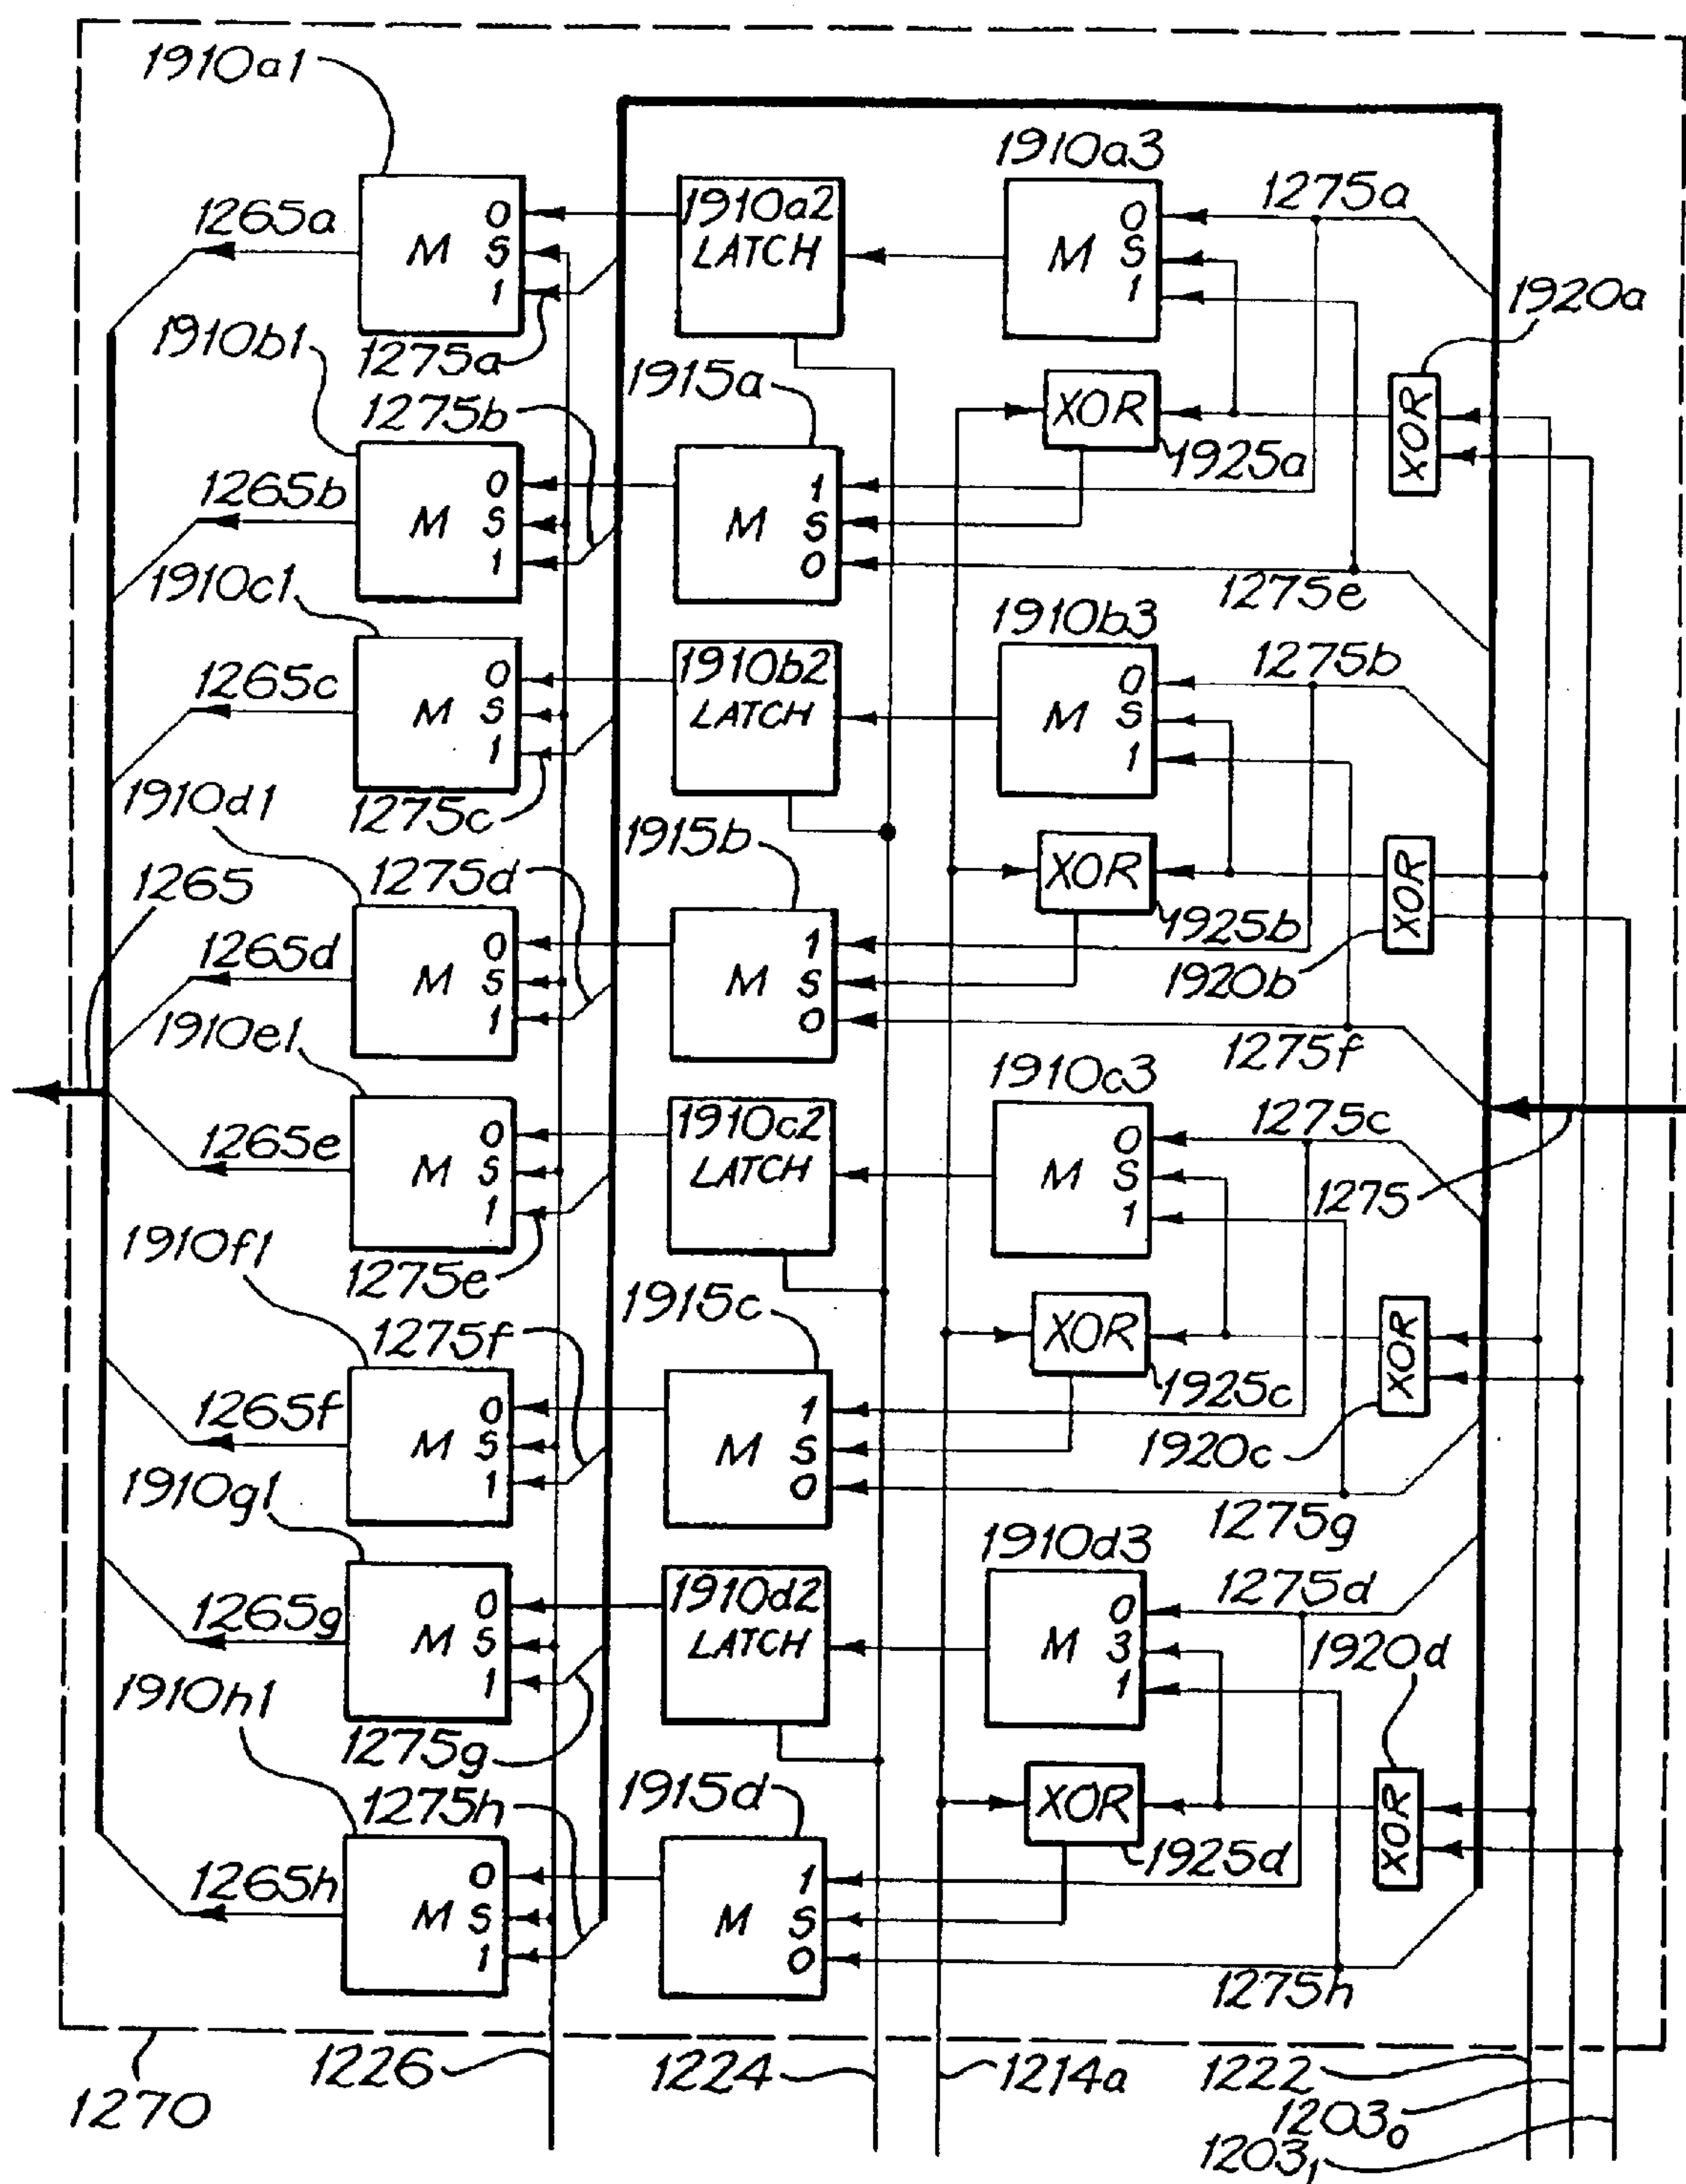 1910a1
1910a3
1265a
M
0
S
1
1910a2
LATCH
M
0
S
1
1275a
1920a
1910b1
1275a
1915a
XOR
XOR
1275b
1925a
1265b
M
0
S
1
M
1
S
0
1275e
1910c1
1910b3
1265c
M
0
S
1
1910b2
LATCH
M
0
S
1
1275b
1910d1
1275c
1915b
XOR
XOR
1265
1275d
1925b
1265d
M
0
S
1
M
1
S
0
1920b
1910e1
1275f
1910c3
1265e
M
0
S
1
1910c2
LATCH
M
0
S
1
1275c
1275
1910f1
1275e
1915c
XOR
XOR
1275f
1925c
1265f
M
0
S
1
M
1
S
0
1920c
1910g1
1275g
1910d3
1265g
M
0
S
1
1910d2
LATCH
M
0
3
1
1275d
1920d
1910h1
1275g
1915d
XOR
XOR
1275h
1925d
1265h
M
0
S
1
M
1
S
0
1275h
1270
1226
1224
1214a
1222
1203₀
1203₁